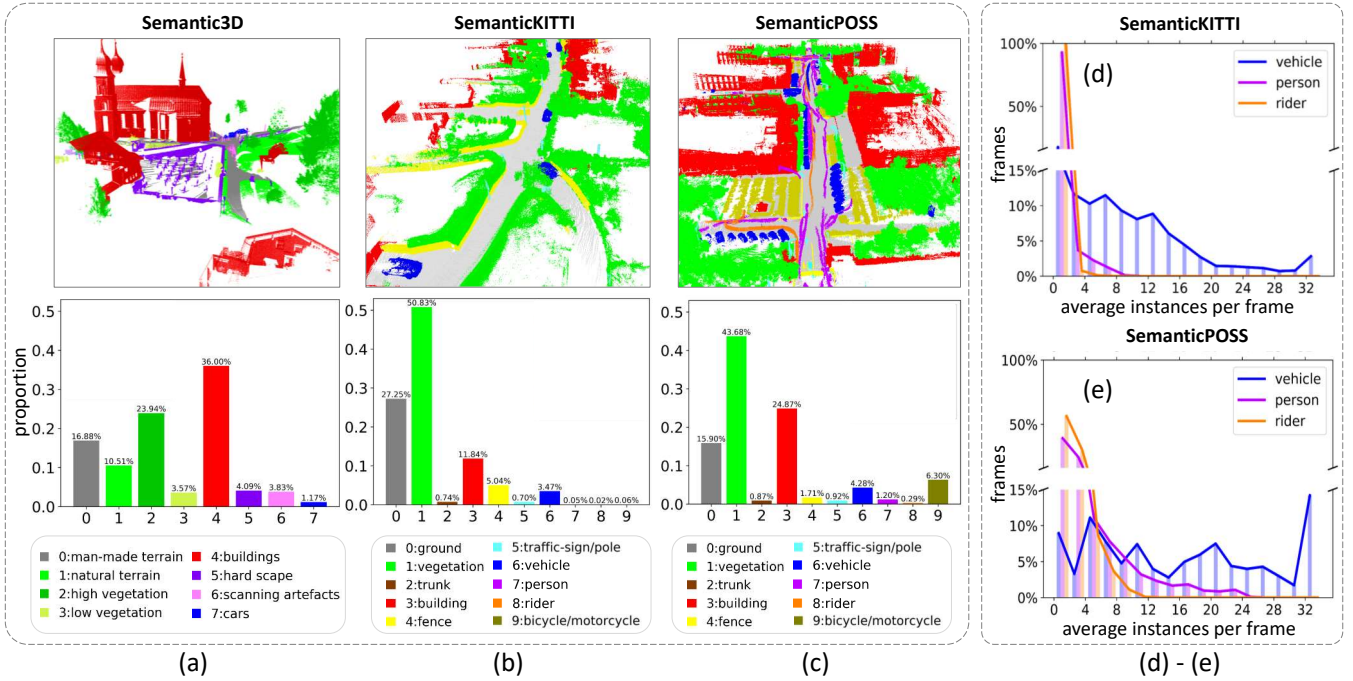 Semantic3D
SemanticKITTI
SemanticPOSS
proportion
0.5
0.4
0.3
0.2
0.1
0.0
16.88%
10.51%
23.94%
3.57%
36.00%
4.09%
3.83%
1.17%
0 1 2 3 4 5 6 7
0.5
0.4
0.3
0.2
0.1
0.0
27.25%
50.83%
0.74%
11.84%
5.04%
0.70%
3.47%
0.05%
0.02%
0.06%
0 1 2 3 4 5 6 7 8 9
0.5
0.4
0.3
0.2
0.1
0.0
15.90%
43.68%
0.87%
24.87%
1.71%
0.92%
4.28%
1.20%
0.29%
6.30%
0 1 2 3 4 5 6 7 8 9
0:man-made terrain
1:natural terrain
2:high vegetation
3:low vegetation
4:buildings
5:hard scape
6:scanning artefacts
7:cars
0:ground
1:vegetation
2:trunk
3:building
4:fence
5:traffic-sign/pole
6:vehicle
7:person
8:rider
9:bicycle/motorcycle
0:ground
1:vegetation
2:trunk
3:building
4:fence
5:traffic-sign/pole
6:vehicle
7:person
8:rider
9:bicycle/motorcycle
(a)
(b)
(c)
SemanticKITTI
(d)
vehicle
person
rider
frames
100%
50%
15%
10%
5%
0%
0 4 8 12 16 20 24 28 32
average instances per frame
SemanticPOSS
(e)
vehicle
person
rider
frames
100%
50%
15%
10%
5%
0%
0 4 8 12 16 20 24 28 32
average instances per frame
(d) - (e)